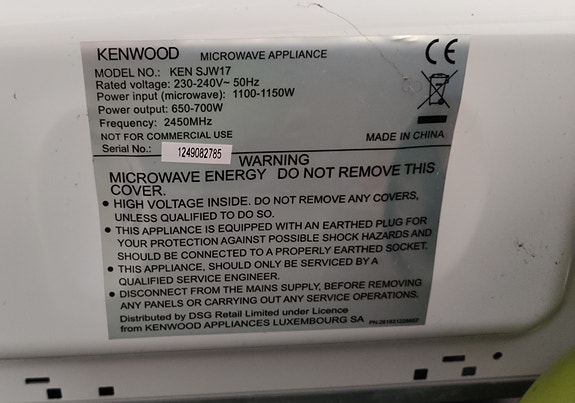 KENWOOD MICROWAVE APPLIANCE
MODEL NO.: KEN SJW17
Rated voltage: 230-240V~ 50Hz
Power input (microwave): 1100-1150W
Power output: 650-700W
Frequency: 2450MHz
NOT FOR COMMERCIAL USE
MADE IN CHINA
Serial No.: 1249082785
WARNING
MICROWAVE ENERGY DO NOT REMOVE THIS
COVER.
• HIGH VOLTAGE INSIDE. DO NOT REMOVE ANY COVERS,
UNLESS QUALIFIED TO DO SO.
• THIS APPLIANCE IS EQUIPPED WITH AN EARTHED PLUG FOR
YOUR PROTECTION AGAINST POSSIBLE SHOCK HAZARDS AND
SHOULD BE CONNECTED TO A PROPERLY EARTHED SOCKET.
• THIS APPLIANCE, SHOULD ONLY BE SERVICED BY A
QUALIFIED SERVICE ENGINEER.
• DISCONNECT FROM THE MAINS SUPPLY, BEFORE REMOVING
ANY PANELS OR CARRYING OUT ANY SERVICE OPERATIONS.
Distributed by DSG Retail Limited under Licence
from KENWOOD APPLIANCES LUXEMBOURG SA
CE